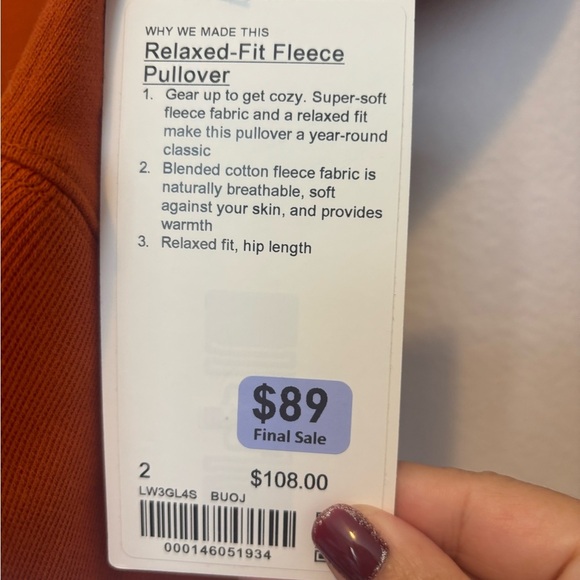 WHY WE MADE THIS
Relaxed-Fit Fleece
Pullover
1. Gear up to get cozy. Super-soft
fleece fabric and a relaxed fit
make this pullover a year-round
classic
2. Blended cotton fleece fabric is
naturally breathable, soft
against your skin, and provides
warmth
3. Relaxed fit, hip length
$89
Final Sale
2
$108.00
LW3GL4S BUOJ
000146051934